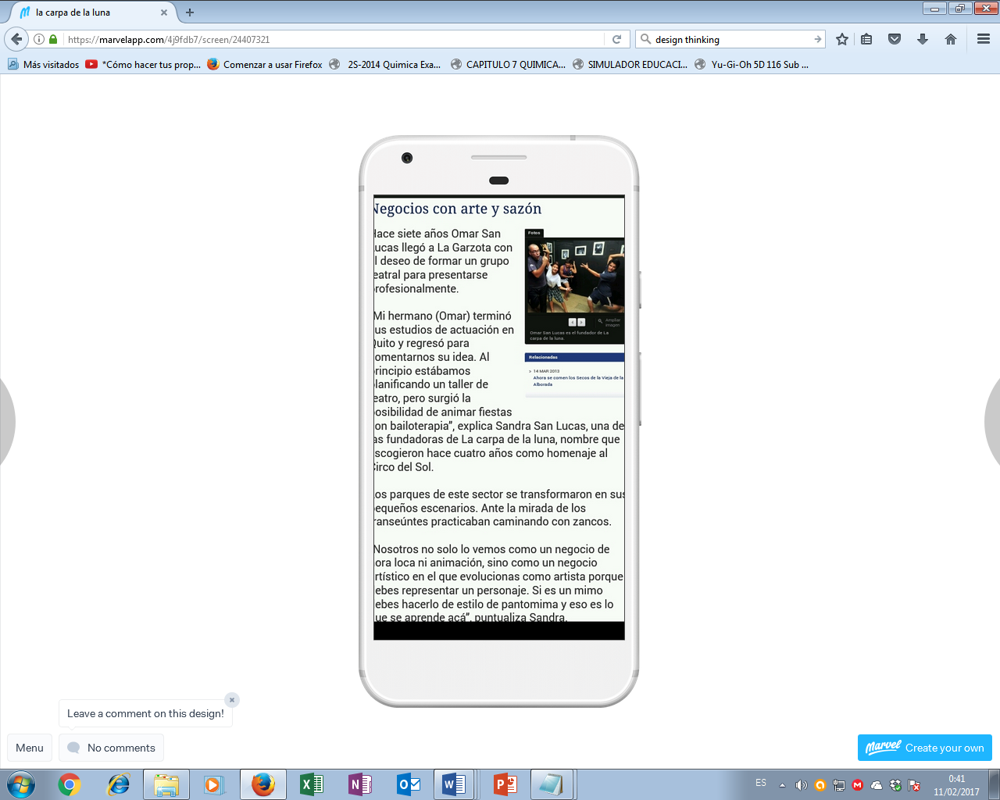 la carpa de la luna
https://marvelapp.com/4j9fdb7/screen/24407321
design thinking
Más visitados
*Cómo hacer tus prop...
Comenzar a usar Firefox
2S-2014 Quimica Exa...
CAPITULO 7 QUIMICA...
SIMULADOR EDUCACI...
Yu-Gi-Oh 5D 116 Sub ...
Negocios con arte y sazón
Hace siete años Omar San
Lucas llegó a La Garzota con
el deseo de formar un grupo
teatral para presentarse
profesionalmente.
“Mi hermano (Omar) terminó
sus estudios de actuación en
Quito y regresó para
comentarnos su idea. Al
principio estábamos
planificando un taller de
teatro, pero surgió la
posibilidad de animar fiestas
con bailoterapia”, explica Sandra San Lucas, una de
las fundadoras de La carpa de la luna, nombre que
escogieron hace cuatro años como homenaje al
Circo del Sol.
Los parques de este sector se transformaron en sus
pequeños escenarios. Ante la mirada de los
transeúntes practicaban caminando con zancos.
“Nosotros no solo lo vemos como un negocio de
hora loca ni animación, sino como un negocio
artístico en el que evolucionas como artista porque
debes representar un personaje. Si es un mimo
debes hacerlo de estilo de pantomima y eso es lo
que se aprende acá”, puntualiza Sandra.
Fotos
Ampliar
imagen
Omar San Lucas es el fundador de La
carpa de la luna.
Relacionadas
> 14 MAR 2013
Ahora se comen los Secos de la Vieja de la
Alborada
Leave a comment on this design!
Menu
No comments
Marvel Create your own
ES
0:41
11/02/2017